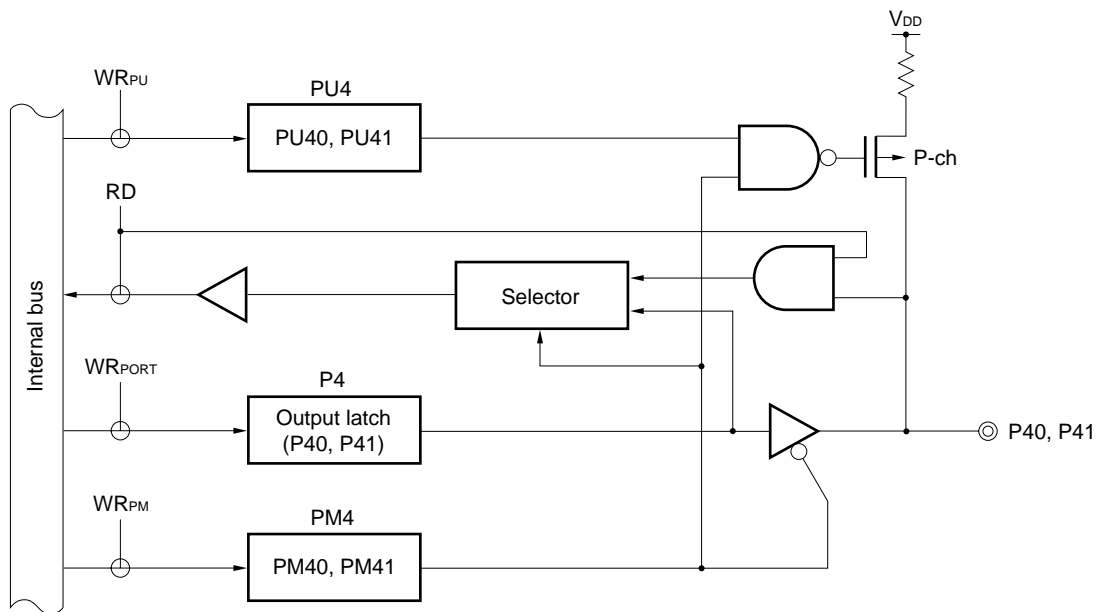 VDD
WRPU
PU4
PU40, PU41
P-ch
RD
Selector
Internal bus
WRPORT
P4
Output latch
(P40, P41)
P40, P41
WRPM
PM4
PM40, PM41